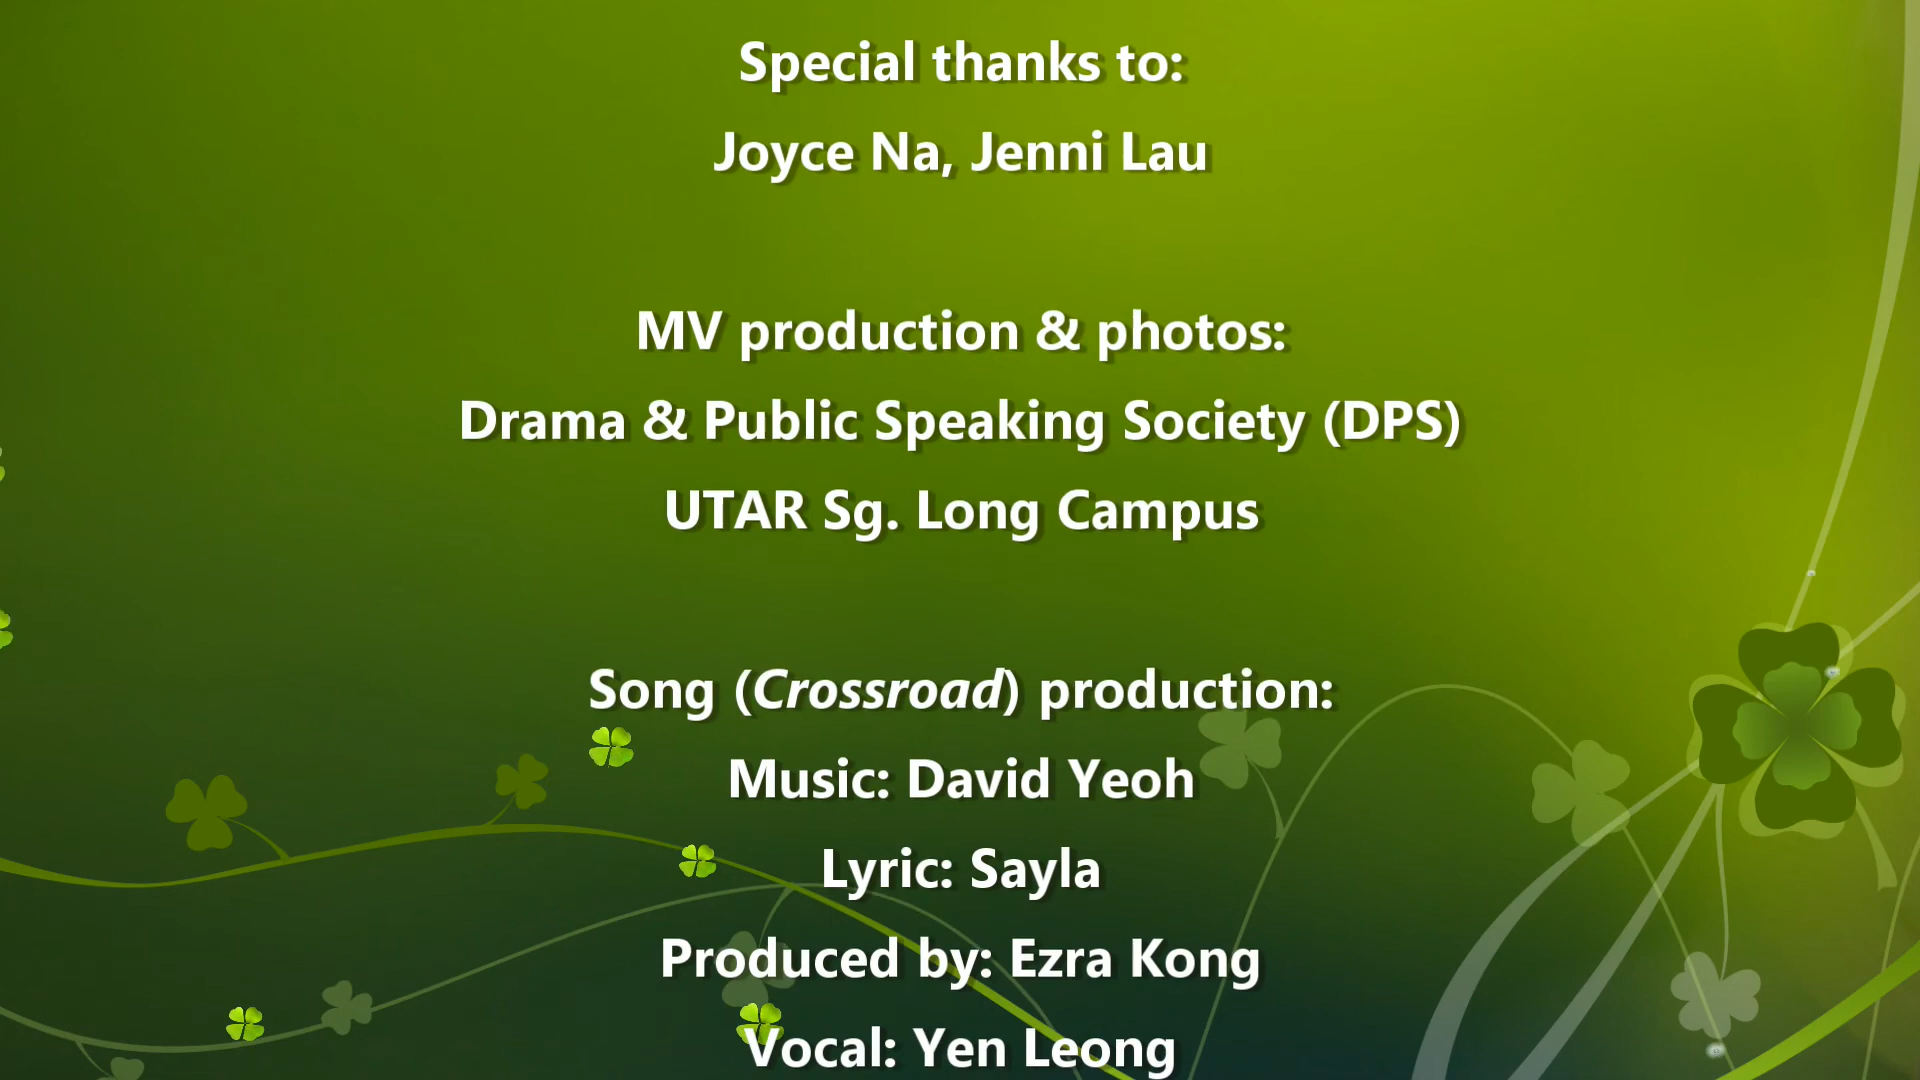 Special thanks to:
Joyce Na, Jenni Lau
MV production & photos:
Drama & Public Speaking Society (DPS)
UTAR Sg. Long Campus
Song (Crossroad) production:
Music: David Yeoh
Lyric: Sayla
Produced by: Ezra Kong
Vocal: Yen Leong